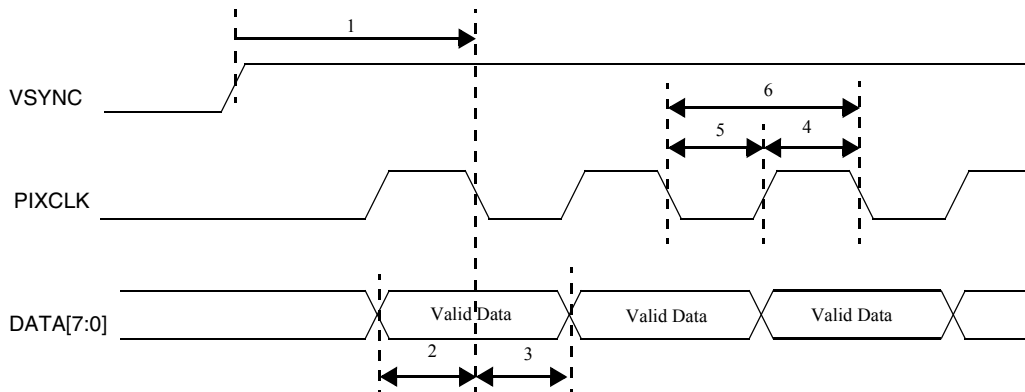 1
VSYNC
6
5
4
PIXCLK
DATA[7:0]
Valid Data
Valid Data
Valid Data
2
3